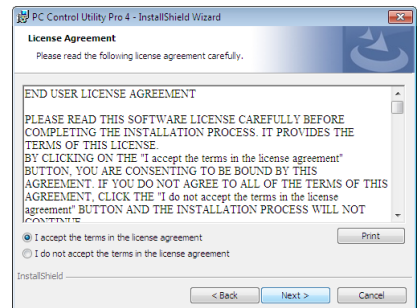 PC Control Utility Pro 4 - InstallShield Wizard
License Agreement
Please read the following license agreement carefully.
END USER LICENSE AGREEMENT
PLEASE READ THIS SOFTWARE LICENSE CAREFULLY BEFORE
COMPLETING THE INSTALLATION PROCESS. IT PROVIDES THE
TERMS OF THIS LICENSE.
BY CLICKING ON THE "I accept the terms in the license agreement"
BUTTON, YOU ARE CONSENTING TO BE BOUND BY THIS
AGREEMENT. IF YOU DO NOT AGREE TO ALL OF THE TERMS OF THIS
AGREEMENT, CLICK THE "I do not accept the terms in the license
agreement" BUTTON AND THE INSTALLATION PROCESS WILL NOT
CONTINUE
I accept the terms in the license agreement
Print
I do not accept the terms in the license agreement
InstallShield
< Back
Next >
Cancel